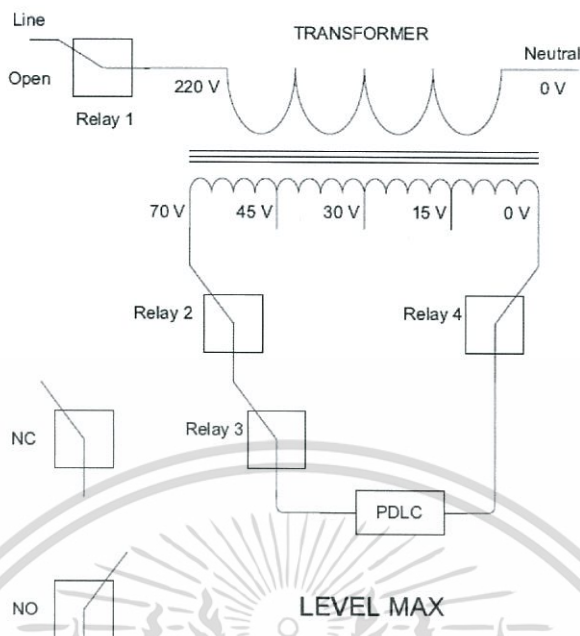 Line
TRANSFORMER
Neutral
Open
220 V
0 V
Relay 1
70 V
45 V
30 V
15 V
0 V
Relay 2
Relay 4
NC
Relay 3
PDLC
NO
LEVEL MAX